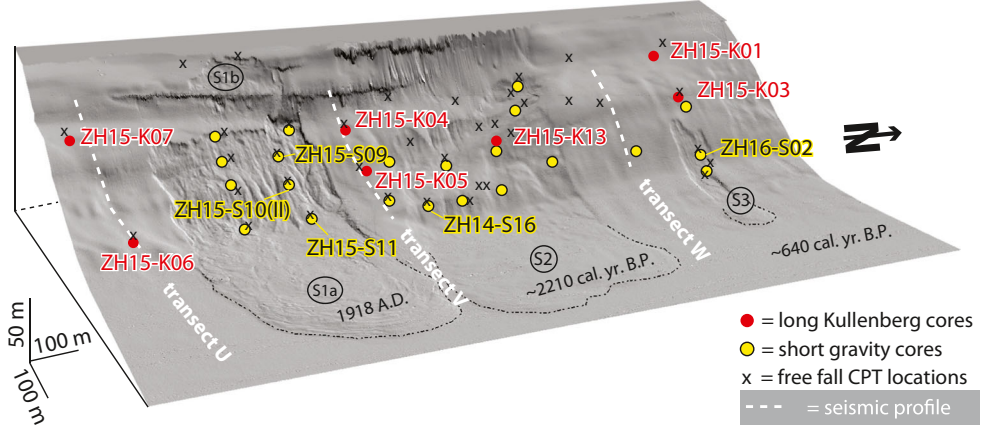 S1b
ZH15-K01
ZH15-K03
ZH15-K07
ZH15-K04
ZH15-K13
N
ZH15-S09
ZH16-S02
ZH15-K05
ZH15-S10(II)
ZH15-S11
ZH14-S16
S3
ZH15-K06
transect U
transect V
transect W
S1a
1918 A.D.
S2
~2210 cal. yr. B.P.
~640 cal. yr. B.P.
50 m
100 m
100 m
= long Kullenberg cores
= short gravity cores
x = free fall CPT locations
= seismic profile